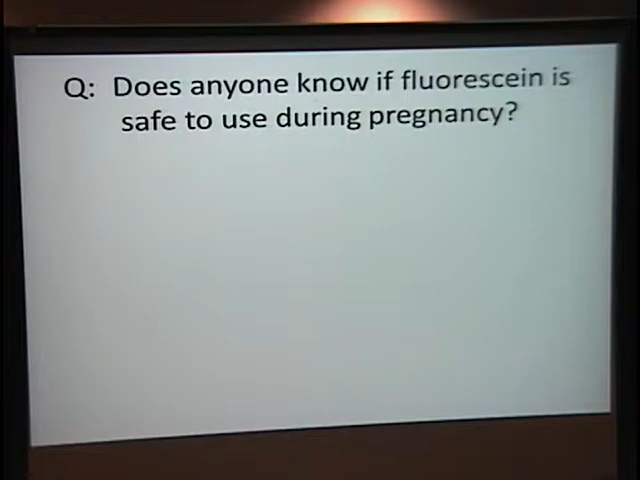 Q: Does anyone know if fluorescein is
safe to use during pregnancy?